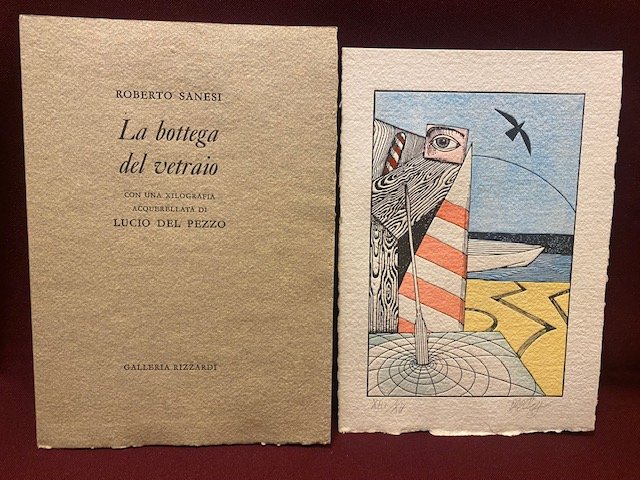 ROBERTO SANESI
La bottega
del vetraio
CON UNA XILOGRAFIA
ACQUERELLATA DI
LUCIO DEL PEZZO
GALLERIA RIZZARDI